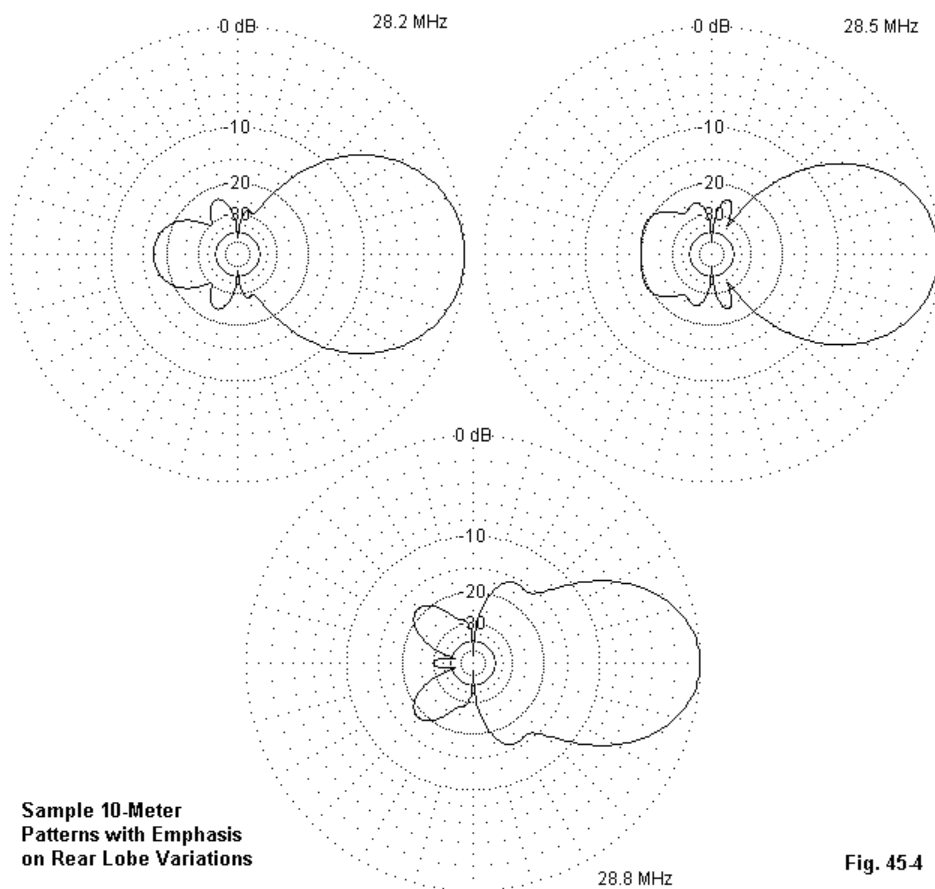 0 dB
28.2 MHz
-10
-20
-30
0 dB
28.5 MHz
-10
-20
-30
0 dB
-10
-20
-30
Sample 10-Meter
Patterns with Emphasis
on Rear Lobe Variations
28.8 MHz
Fig. 45-4